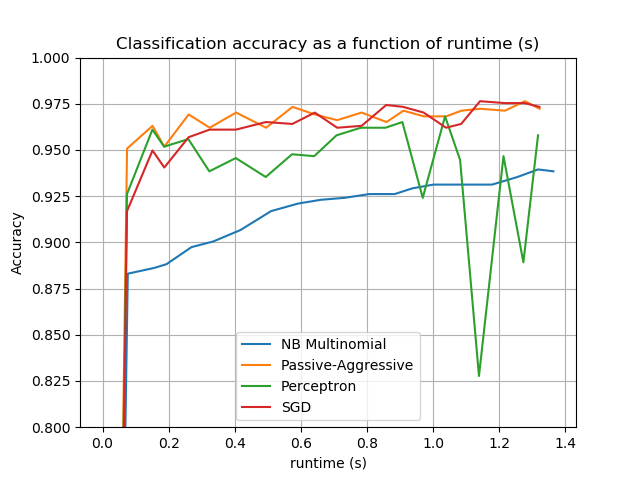 Classification accuracy as a function of runtime (s)
1.000
0.975
0.950
0.925
0.900
0.875
0.850
0.825
0.800
Accuracy
NB Multinomial
Passive-Aggressive
Perceptron
SGD
0.0 0.2 0.4 0.6 0.8 1.0 1.2 1.4
runtime (s)